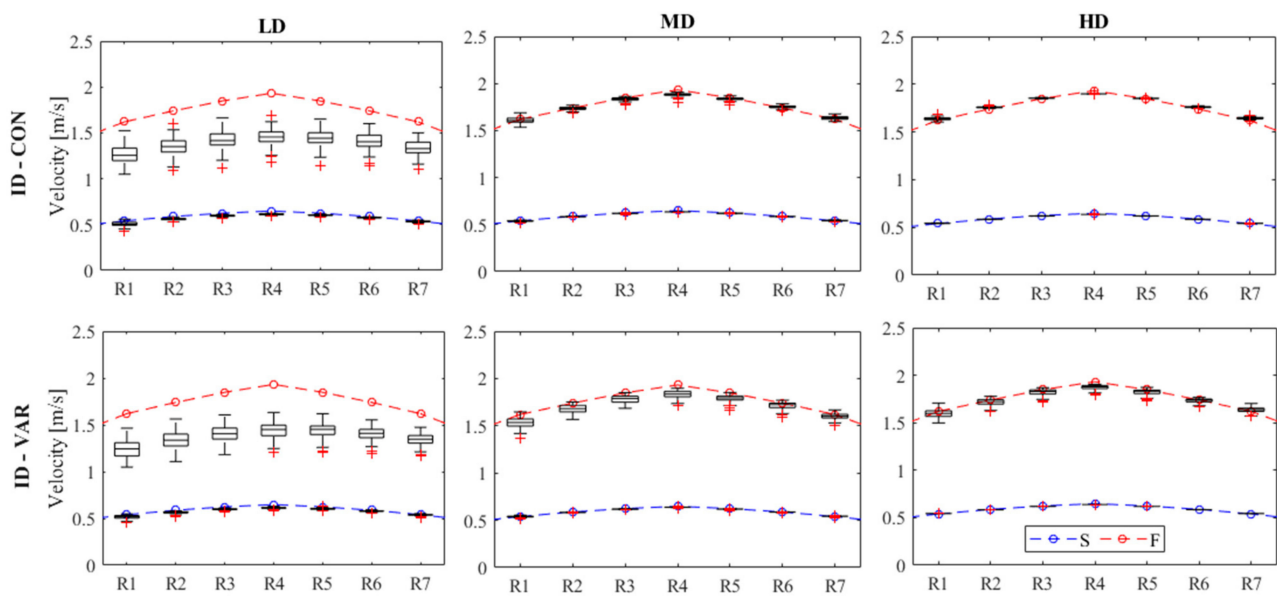 LD MD HD
ID - CON
Velocity [m/s]
2.5 2.5 2.5
2 2 2
1.5 1.5 1.5
1 1 1
0.5 0.5 0.5
0 0 0
R1 R2 R3 R4 R5 R6 R7 R1 R2 R3 R4 R5 R6 R7 R1 R2 R3 R4 R5 R6 R7
ID - VAR
Velocity [m/s]
2.5 2.5 2.5
2 2 2
1.5 1.5 1.5
1 1 1
0.5 0.5 0.5
S F
0 0 0
R1 R2 R3 R4 R5 R6 R7 R1 R2 R3 R4 R5 R6 R7 R1 R2 R3 R4 R5 R6 R7